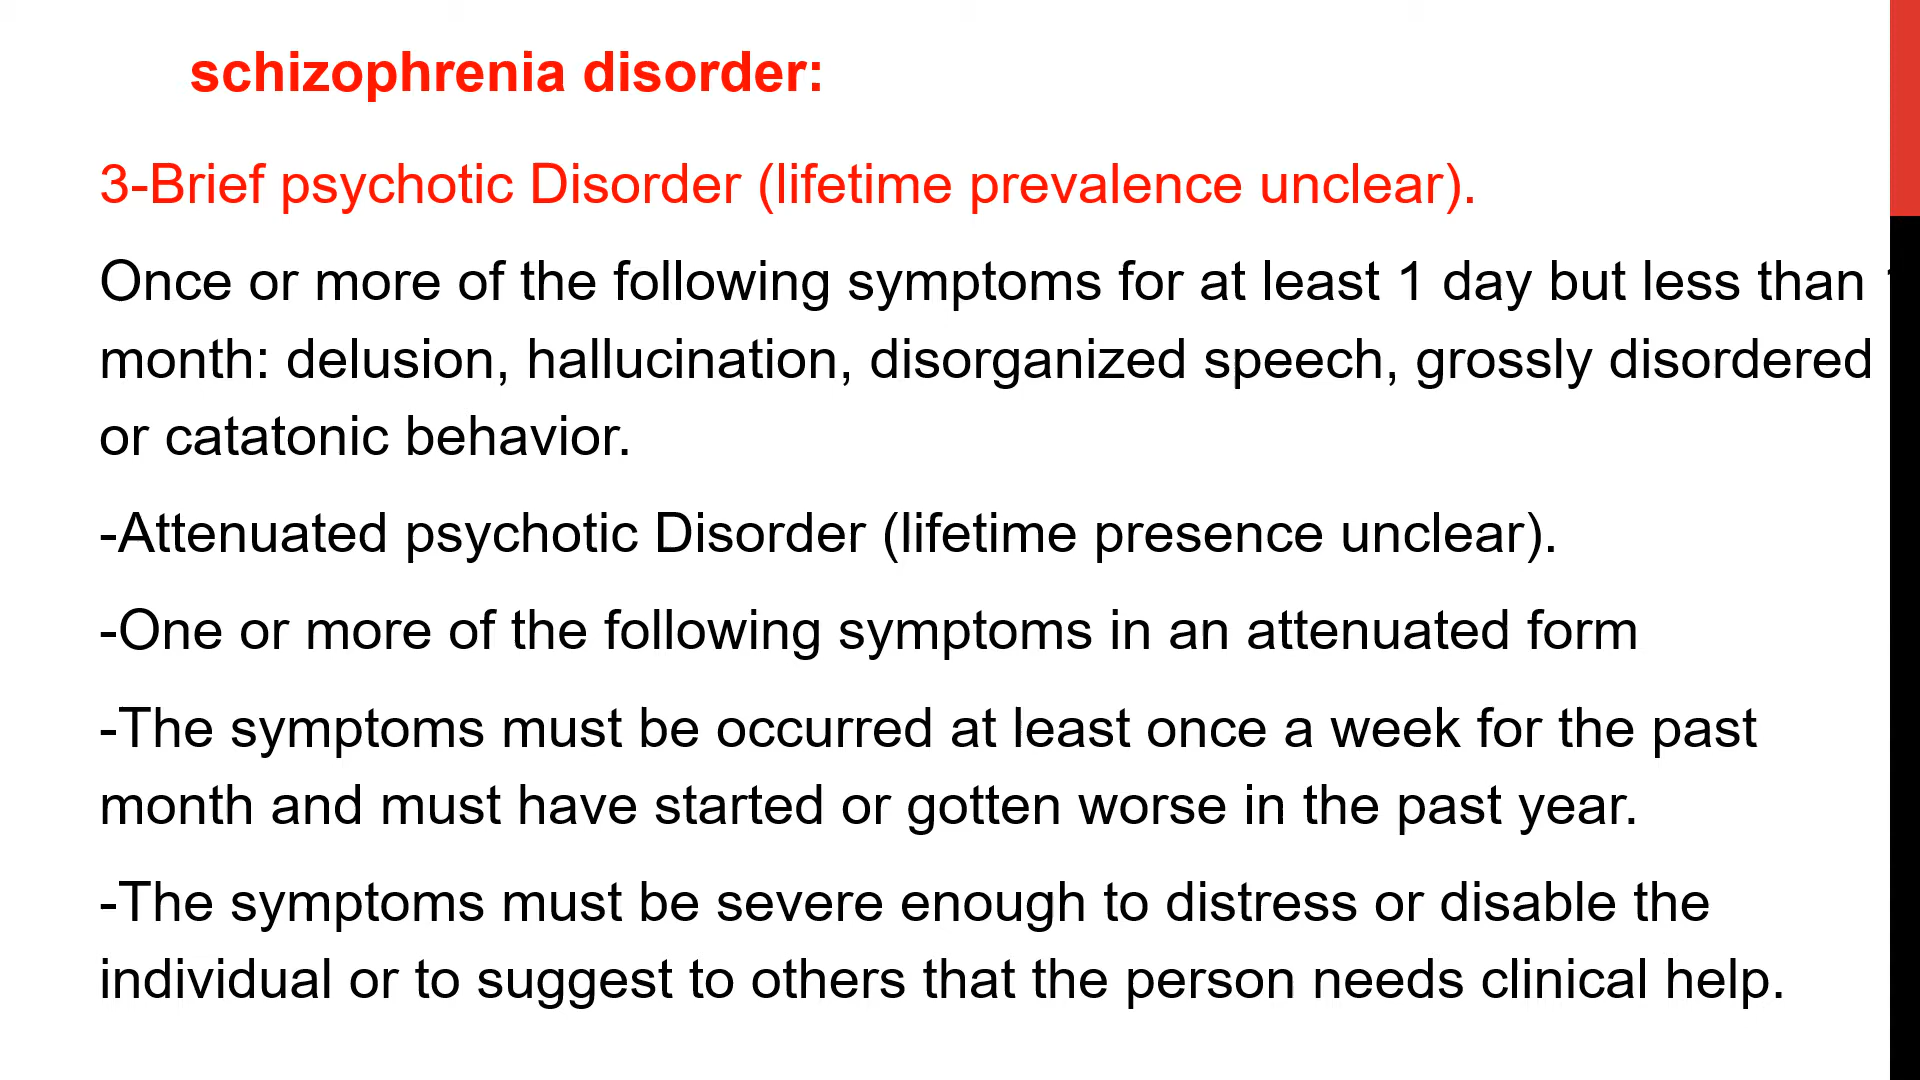 schizophrenia disorder:
3-Brief psychotic Disorder (lifetime prevalence unclear).
Once or more of the following symptoms for at least 1 day but less than
month: delusion, hallucination, disorganized speech, grossly disordered
or catatonic behavior.
-Attenuated psychotic Disorder (lifetime presence unclear).
-One or more of the following symptoms in an attenuated form
-The symptoms must be occurred at least once a week for the past
month and must have started or gotten worse in the past year.
-The symptoms must be severe enough to distress or disable the
individual or to suggest to others that the person needs clinical help.